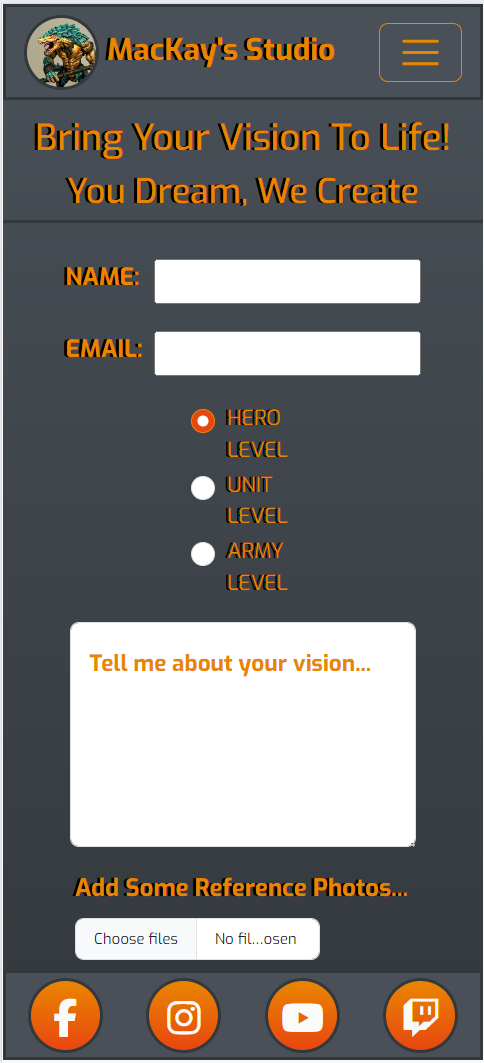 MacKay's Studio
Bring Your Vision To Life!
You Dream, We Create
NAME:
EMAIL:
HERO
LEVEL
UNIT
LEVEL
ARMY
LEVEL
Tell me about your vision...
Add Some Reference Photos...
Choose files No fil...osen